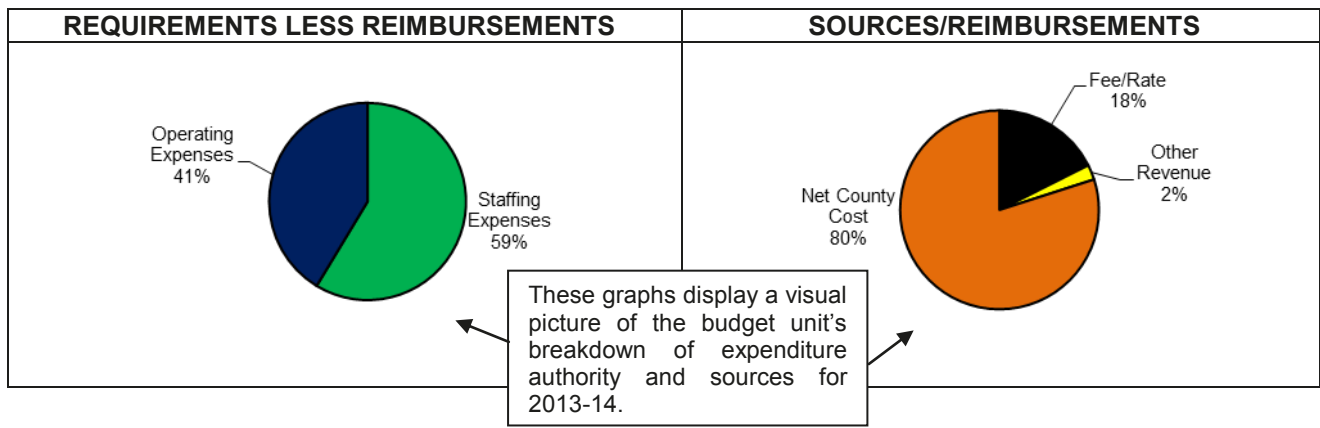 REQUIREMENTS LESS REIMBURSEMENTS
SOURCES/REIMBURSEMENTS
Operating
Expenses
41%
Staffing
Expenses
59%
Fee/Rate
18%
Other
Revenue
2%
Net County
Cost
80%
These graphs display a visual
picture of the budget unit’s
breakdown of expenditure
authority and sources for
2013-14.